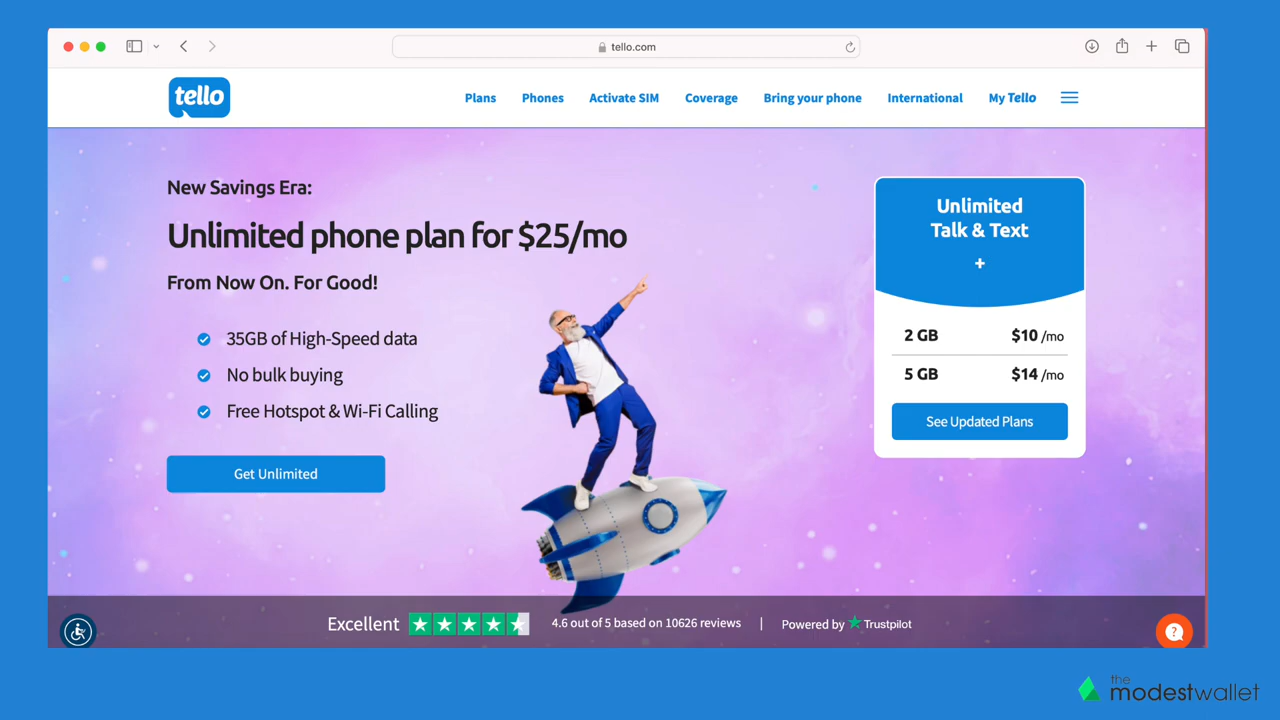 tello.com
tello
Plans
Phones
Activate SIM
Coverage
Bring your phone
International
My Tello
New Savings Era:
Unlimited phone plan for $25/mo
From Now On. For Good!
35GB of High-Speed data
No bulk buying
Free Hotspot & Wi-Fi Calling
Get Unlimited
Unlimited
Talk & Text
+
2 GB $10 /mo
5 GB $14 /mo
See Updated Plans
Excellent 4.6 out of 5 based on 10626 reviews | Powered by Trustpilot
?
the
modestwallet